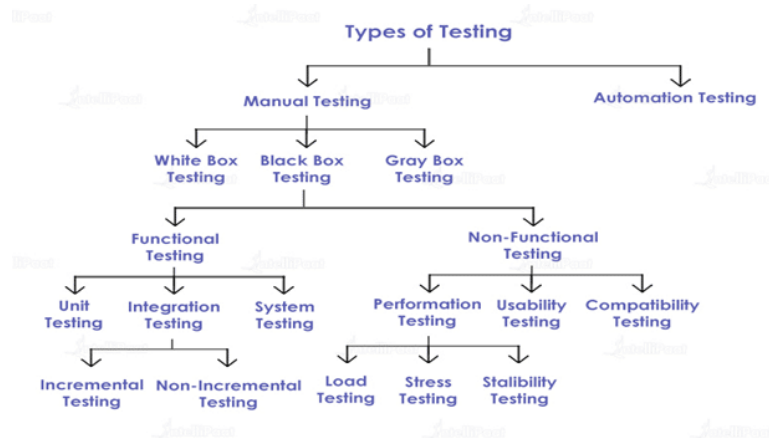 Types of Testing
Manual Testing
Automation Testing
White Box
Testing
Black Box
Testing
Gray Box
Testing
Functional
Testing
Non-Functional
Testing
Unit
Testing
Integration
Testing
System
Testing
Performation
Testing
Usability
Testing
Compatibility
Testing
Incremental
Testing
Non-Incremental
Testing
Load
Testing
Stress
Testing
Stalibility
Testing